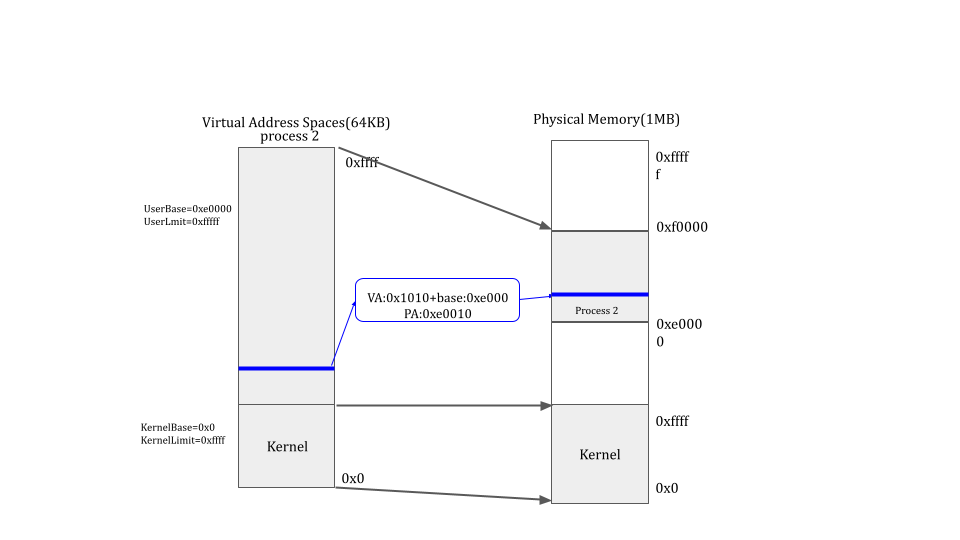 Virtual Address Spaces(64KB)
process 2
0xffff
UserBase=0xe0000
UserLmit=0xfffff
VA:0x1010+base:0xe000
PA:0xe0010
KernelBase=0x0
KernelLimit=0xffff
Kernel
0x0
Physical Memory(1MB)
0xffff
f
0xf0000
Process 2
0xe000
0
0xffff
Kernel
0x0